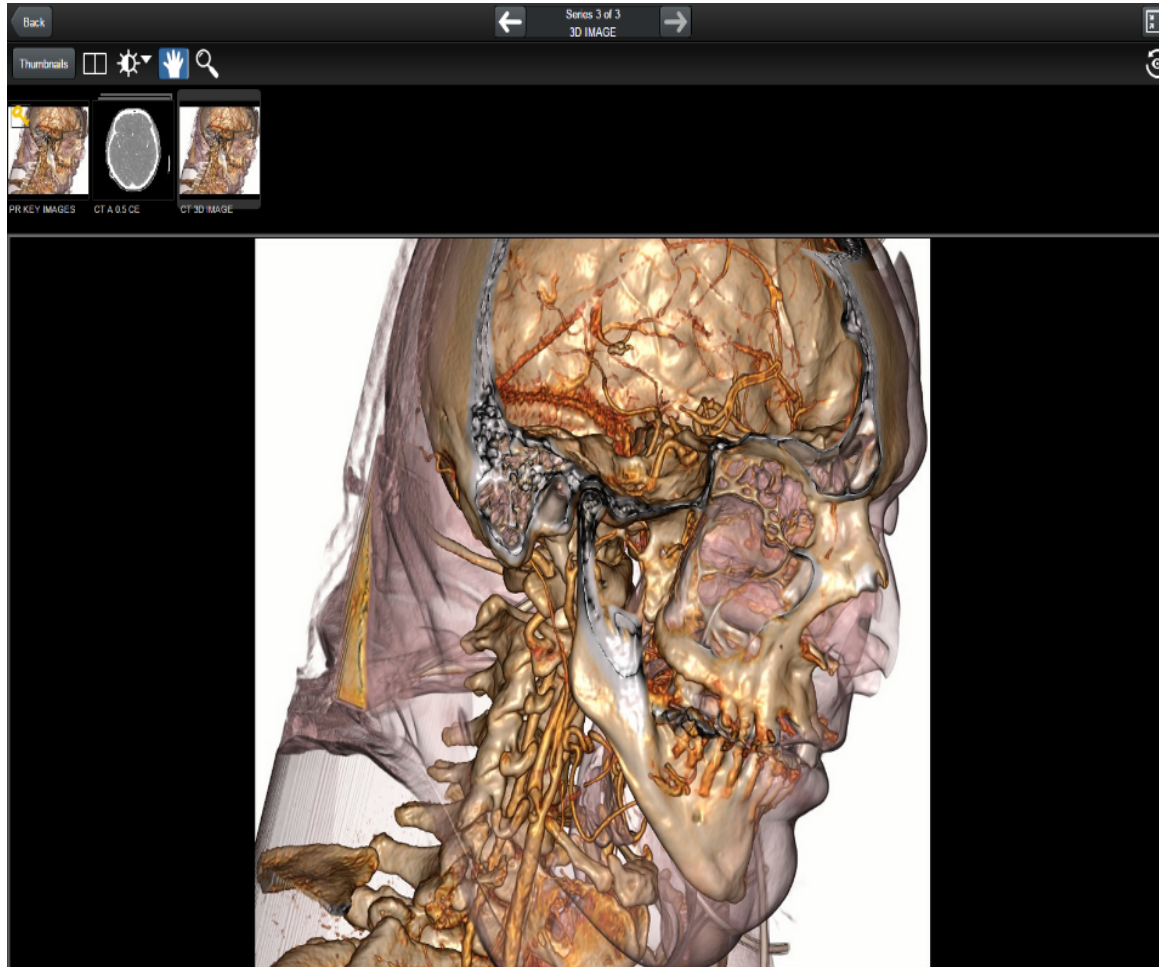 Back
Series 3 of 3
3D IMAGE
Thumbnails
PR KEY IMAGES
CT A 0.5 CE
CT 3D IMAGE